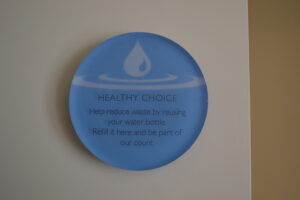 HEALTHY CHOICE
Help reduce waste by reusing
your water bottle.
Refill it here and be part of
our count.